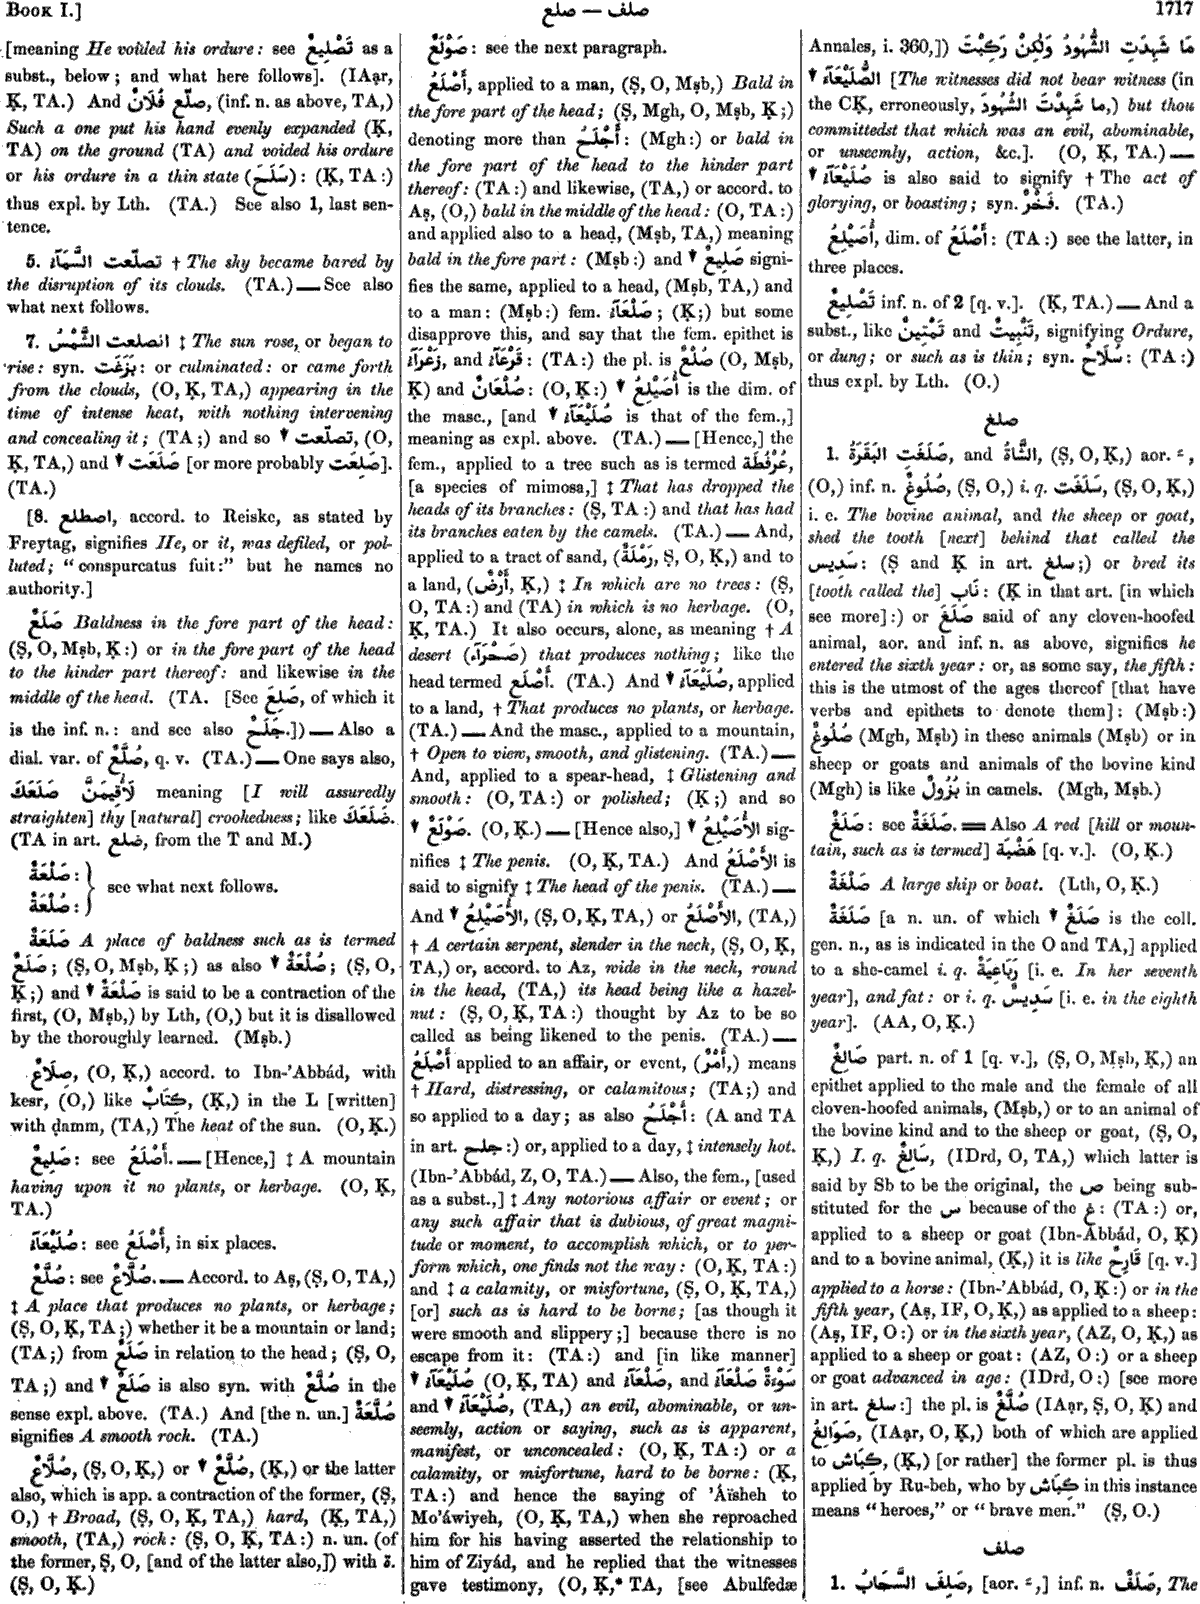 BOOK I.]
صلف — صلع
1717
[meaning He voided his ordure: see تَصْلِيعٌ as a
subst., below; and what here follows]. (IAạr,
Ḳ, TA.) And صلّع فُلَانٌ, (inf. n. as above, TA,)
Such a one put his hand evenly expanded (Ḳ,
TA) on the ground (TA) and voided his ordure
or his ordure in a thin state (سَلَحَ): (Ḳ, TA:)
thus expl. by Lth. (TA.) See also 1, last sen-
tence.
5. تصلّعت السَّمَآءُ † The sky became bared by
the disruption of its clouds. (TA.) — See also
what next follows.
7. انصلعت الشَّمْسُ ‡ The sun rose, or began to
rise: syn. بَزَغَتْ: or culminated: or came forth
from the clouds, (O, Ḳ, TA,) appearing in the
time of intense heat, with nothing intervening
and concealing it; (TA;) and so ▼ تصلّعت, (O,
Ḳ, TA,) and ▼ صَلَعَت [or more probably صَلِعَت].
(TA.)
[8. اصطلع, accord. to Reiske, as stated by
Freytag, signifies He, or it, was defiled, or pol-
luted; “conspurcatus fuit:” but he names no
authority.]
صَلَعٌ Baldness in the fore part of the head:
(Ṣ, O, Mṣb, Ḳ:) or in the fore part of the head
to the hinder part thereof: and likewise in the
middle of the head. (TA. [See صَلِعَ, of which it
is the inf. n.: and see also جَلَحٌ.]) — Also a
dial. var. of صُلَّعٌ, q. v. (TA.) — One says also,
لَأُقِيمَنَّ صَلَعَكَ meaning [I will assuredly
straighten] thy [natural] crookedness; like ضَلَعَكَ.
(TA in art. ضلع, from the T and M.)
صَلْعَةٌ:
صُلْعَةٌ:
see what next follows.
صَلَعَةٌ A place of baldness such as is termed
صَلَعٌ; (Ṣ, O, Mṣb, Ḳ;) as also ▼ صُلْعَةٌ; (Ṣ, O,
Ḳ;) and ▼ صَلْعَةٌ is said to be a contraction of the
first, (O, Mṣb,) by Lth, (O,) but it is disallowed
by the thoroughly learned. (Mṣb.)
صِلَاعٌ, (O, Ḳ,) accord. to Ibn-’Abbád, with
kesr, (O,) like كِتَابٌ, (Ḳ,) in the L [written]
with ḍamm, (TA,) The heat of the sun. (O, Ḳ.)
صَلِيعٌ: see أَصْلَعُ. — [Hence,] ‡ A mountain
having upon it no plants, or herbage. (O, Ḳ,
TA.)
صُلَيْعَآءُ: see أَصْلَعُ, in six places.
صُلَّعٌ: see صُلَّاعٌ. — Accord. to Aṣ, (Ṣ, O, TA,)
‡ A place that produces no plants, or herbage;
(Ṣ, O, Ḳ, TA;) whether it be a mountain or land;
(TA;) from صَلَعٌ in relation to the head; (Ṣ, O,
TA;) and ▼ صَلَعٌ is also syn. with صُلَّعٌ in the
sense expl. above. (TA.) And [the n. un.] صُلَّعَةٌ
signifies A smooth rock. (TA.)
صُلَّاعٌ, (Ṣ, O, Ḳ,) or ▼ صُلَّعٌ, (Ḳ,) or the latter
also, which is app. a contraction of the former, (Ṣ,
O,) † Broad, (Ṣ, O, Ḳ, TA,) hard, (Ḳ, TA,)
smooth, (TA,) rock: (Ṣ, O, Ḳ, TA:) n. un. (of
the former, Ṣ, O, [and of the latter also,]) with ة.
(Ṣ, O, Ḳ.)
صَوْلَعٌ: see the next paragraph.
أَصْلَعُ, applied to a man, (Ṣ, O, Mṣb,) Bald in
the fore part of the head; (Ṣ, Mgh, O, Mṣb, Ḳ;)
denoting more than أَجْلَحُ: (Mgh:) or bald in
the fore part of the head to the hinder part
thereof: (TA:) and likewise, (TA,) or accord. to
Aṣ, (O,) bald in the middle of the head: (O, TA:)
and applied also to a head, (Mṣb, TA,) meaning
bald in the fore part: (Mṣb:) and ▼ صَلِيعٌ signi-
fies the same, applied to a head, (Mṣb, TA,) and
to a man: (Mṣb:) fem. صَلْعَآءُ; (Ḳ;) but some
disapprove this, and say that the fem. epithet is
زَعْرَآءُ, and قَرْعَآءُ: (TA:) the pl. is صُلْعٌ (O, Mṣb,
Ḳ) and صُلْعَانٌ: (O, Ḳ:) ▼ أُصَيْلِعُ is the dim. of
the masc., [and ▼ صُلَيْعَآءُ is that of the fem.,]
meaning as expl. above. (TA.) — [Hence,] the
fem., applied to a tree such as is termed عُرْفُطَة,
[a species of mimosa,] ‡ That has dropped the
heads of its branches: (Ṣ, TA:) and that has had
its branches eaten by the camels. (TA.) — And,
applied to a tract of sand, (رَمْلَة, Ṣ, O, Ḳ,) and to
a land, (أَرْض, Ḳ,) ‡ In which are no trees: (Ṣ,
O, TA:) and (TA) in which is no herbage. (O,
Ḳ, TA.) It also occurs, alone, as meaning † A
desert (صَحْرَآء) that produces nothing; like the
head termed أَصْلَع. (TA.) And ▼ صُلَيْعَآءُ, applied
to a land, † That produces no plants, or herbage.
(TA.) — And the masc., applied to a mountain,
† Open to view, smooth, and glistening. (TA.) —
And, applied to a spear-head, ‡ Glistening and
smooth: (O, TA:) or polished; (Ḳ;) and so
▼ صَوْلَعٌ. (O, Ḳ.) — [Hence also,] ▼ الأُصَيْلِعُ sig-
nifies ‡ The penis. (O, Ḳ, TA.) And الأَصْلَعُ is
said to signify ‡ The head of the penis. (TA.) —
And ▼ الأُصَيْلِعُ, (Ṣ, O, Ḳ, TA,) or الأَصْلَعُ, (TA,)
† A certain serpent, slender in the neck, (Ṣ, O, Ḳ,
TA,) or, accord. to Az, wide in the neck, round
in the head, (TA,) its head being like a hazel-
nut: (Ṣ, O, Ḳ, TA:) thought by Az to be so
called as being likened to the penis. (TA.) —
أَصْلَعُ applied to an affair, or event, (أَمْرٌ,) means
† Hard, distressing, or calamitous; (TA;) and
so applied to a day; as also أَجْلَحُ: (A and TA
in art. جلح:) or, applied to a day, ‡ intensely hot.
(Ibn-’Abbád, Z, O, TA.) — Also, the fem., [used
as a subst.,] ‡ Any notorious affair or event; or
any such affair that is dubious, of great magni-
tude or moment, to accomplish which, or to per-
form which, one finds not the way: (O, Ḳ, TA:)
and ‡ a calamity, or misfortune, (Ṣ, O, Ḳ, TA,)
[or] such as is hard to be borne; [as though it
were smooth and slippery;] because there is no
escape from it: (TA:) and [in like manner]
▼ صُلَيْعَآءُ (O, Ḳ, TA) and صَلْعَآءُ, and سَوْءَةٌ صَلْعَآءُ
and ▼ صُلَيْعَآءُ, (TA,) an evil, abominable, or un-
seemly, action or saying, such as is apparent,
manifest, or unconcealed: (O, Ḳ, TA:) or a
calamity, or misfortune, hard to be borne: (Ḳ,
TA:) and hence the saying of ’Áïsheh to
Mo’áwiyeh, (O, Ḳ, TA,) when she reproached
him for his having asserted the relationship to
him of Ziyád, and he replied that the witnesses
gave testimony, (O, Ḳ,* TA, [see Abulfedæ
Annales, i. 360,]) مَا شَهِدَتِ الشُّهُودُ وَلٰكِنْ رَكِبْتَ
▼ الصُّلَيْعَآءَ [The witnesses did not bear witness (in
the CḲ, erroneously, ما شَهِدْتَ الشُّهُودَ,) but thou
committedst that which was an evil, abominable,
or unseemly, action, &c.]. (O, Ḳ, TA.) —
▼ صُلَيْعَآءُ is also said to signify † The act of
glorying, or boasting; syn. فَخْرٌ. (TA.)
أُصَيْلِعُ, dim. of أَصْلَعُ: (TA:) see the latter, in
three places.
تَصْلِيعٌ inf. n. of 2 [q. v.]. (Ḳ, TA.) — And a
subst., like تَنْبِيتٌ and تَمْتِينٌ, signifying Ordure,
or dung; or such as is thin; syn. سُلَاحٌ: (TA:)
thus expl. by Lth. (O.)
صلغ
1. صَلَغَتِ البَقَرَةُ, and الشَّاةُ, (Ṣ, O, Ḳ,) aor. ـَ,
(O,) inf. n. صُلُوغٌ, (Ṣ, O,) i. q. سَلَغَت, (Ṣ, O, Ḳ,)
i. e. The bovine animal, and the sheep or goat,
shed the tooth [next] behind that called the
سَدِيس: (Ṣ and Ḳ in art. سلغ;) or bred its
[tooth called the] نَاب: (Ḳ in that art. [in which
see more]:) or صَلَغَ said of any cloven-hoofed
animal, aor. and inf. n. as above, signifies he
entered the sixth year: or, as some say, the fifth:
this is the utmost of the ages thereof [that have
verbs and epithets to denote them]: (Mṣb:)
صُلُوغٌ (Mgh, Mṣb) in these animals (Mṣb) or in
sheep or goats and animals of the bovine kind
(Mgh) is like بُزُولٌ in camels. (Mgh, Mṣb.)
صَلَغٌ: see صَلَغَةٌ. = Also A red [hill or moun-
tain, such as is termed] هَضْبَة [q. v.]. (O, Ḳ.)
صَلْغَةٌ A large ship or boat. (Lth, O, Ḳ.)
صَلَغَةٌ [a n. un. of which ▼ صَلَغٌ is the coll.
gen. n., as is indicated in the O and TA,] applied
to a she-camel i. q. رَبَاعِيَةٌ [i. e. In her seventh
year], and fat: or i. q. سَدِيسٌ [i. e. in the eighth
year]. (AA, O, Ḳ.)
صَالِغٌ part. n. of 1 [q. v.], (Ṣ, O, Mṣb, Ḳ,) an
epithet applied to the male and the female of all
cloven-hoofed animals, (Mṣb,) or to an animal of
the bovine kind and to the sheep or goat, (Ṣ, O,
Ḳ,) I. q. سَالِغٌ, (IDrd, O, TA,) which latter is
said by Sb to be the original, the ص being sub-
stituted for the س because of the غ: (TA:) or,
applied to a sheep or goat (Ibn-Abbád, O, Ḳ)
and to a bovine animal, (Ḳ,) it is like قَارِحٌ [q. v.]
applied to a horse: (Ibn-’Abbád, O, Ḳ:) or in the
fifth year, (Aṣ, IF, O, Ḳ,) as applied to a sheep:
(Aṣ, IF, O:) or in the sixth year, (AZ, O, Ḳ,) as
applied to a sheep or goat: (AZ, O:) or a sheep
or goat advanced in age: (IDrd, O:) [see more
in art. سلغ:] the pl. is صُلَّغٌ (IAạr, Ṣ, O, Ḳ) and
صَوَالِغُ, (IAạr, O, Ḳ,) both of which are applied
to كِبَاش, (Ḳ,) [or rather] the former pl. is thus
applied by Ru-beh, who by كِبَاش in this instance
means “heroes,” or “brave men.” (Ṣ, O.)
صلف
1. صَلِفَ السَّحَابُ, [aor. ـَ,] inf. n. صَلَفٌ, The